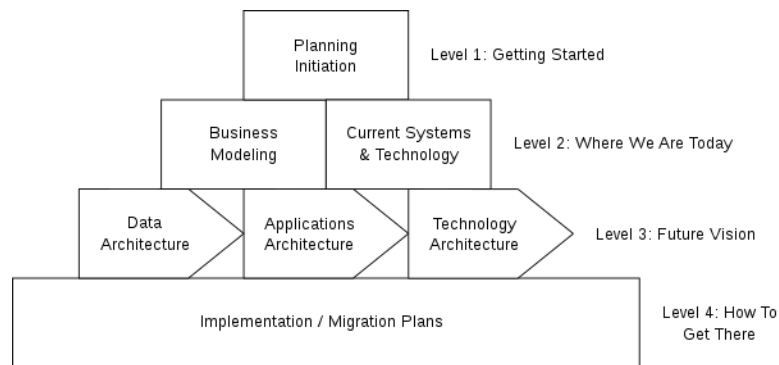 Planning
Initiation
Level 1: Getting Started
Business
Modeling
Current Systems
& Technology
Level 2: Where We Are Today
Data
Architecture
Applications
Architecture
Technology
Architecture
Level 3: Future Vision
Implementation / Migration Plans
Level 4: How To
Get There